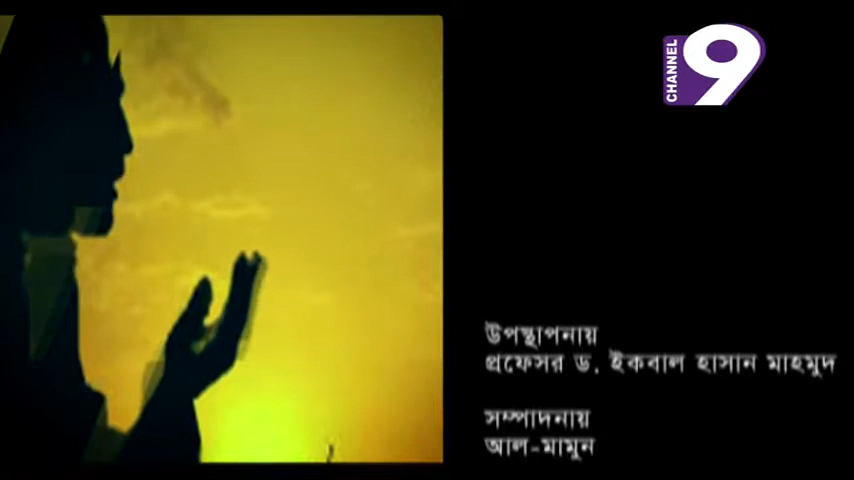 CHANNEL 9
উপস্থাপনায়
প্রফেসর ড. ইকবাল হাসান মাহমুদ
সম্পাদনায়
আল-মামুন